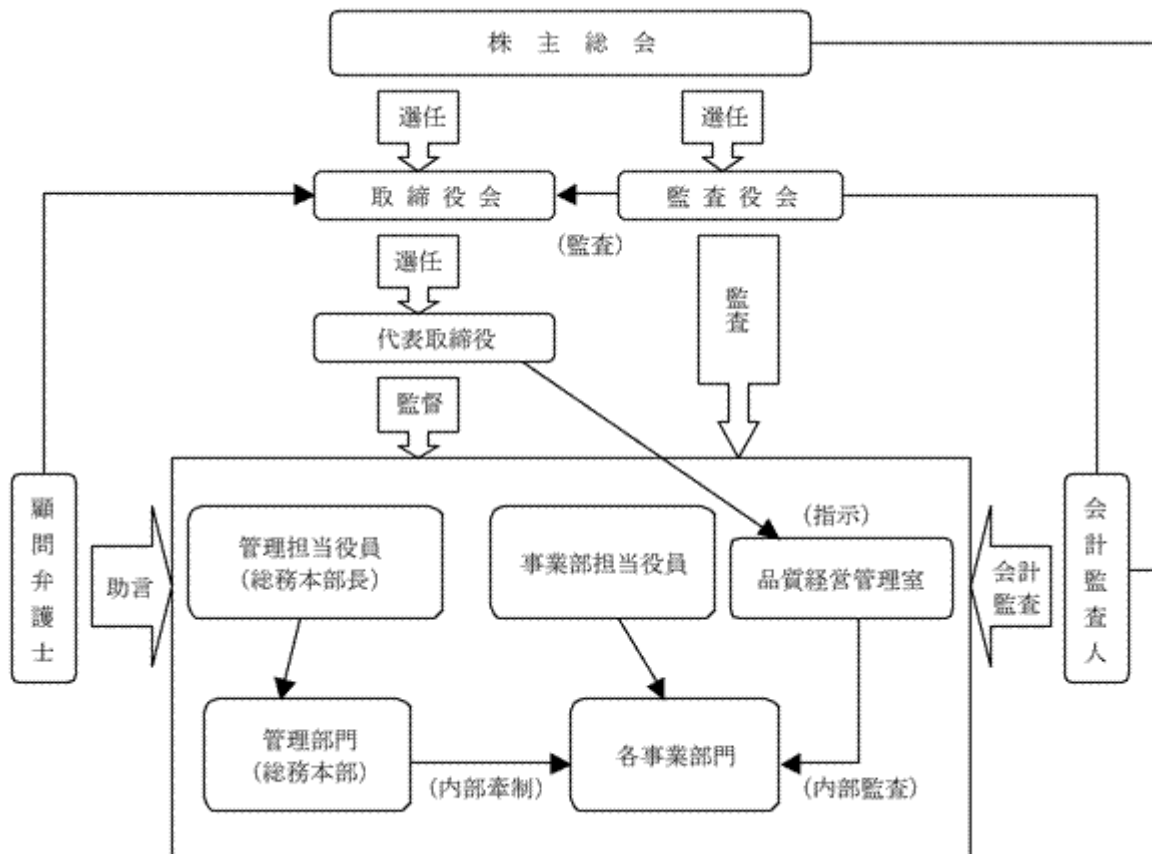 株主総会
選任
選任
取締役会
監査役会
(監査)
選任
監査
代表取締役
監督
顧問弁護士
助言
管理担当役員
(総務本部長)
事業部担当役員
(指示)
品質経営管理室
会計
監査
会計監査人
管理部門
(総務本部)
(内部牽制)
各事業部門
(内部監査)